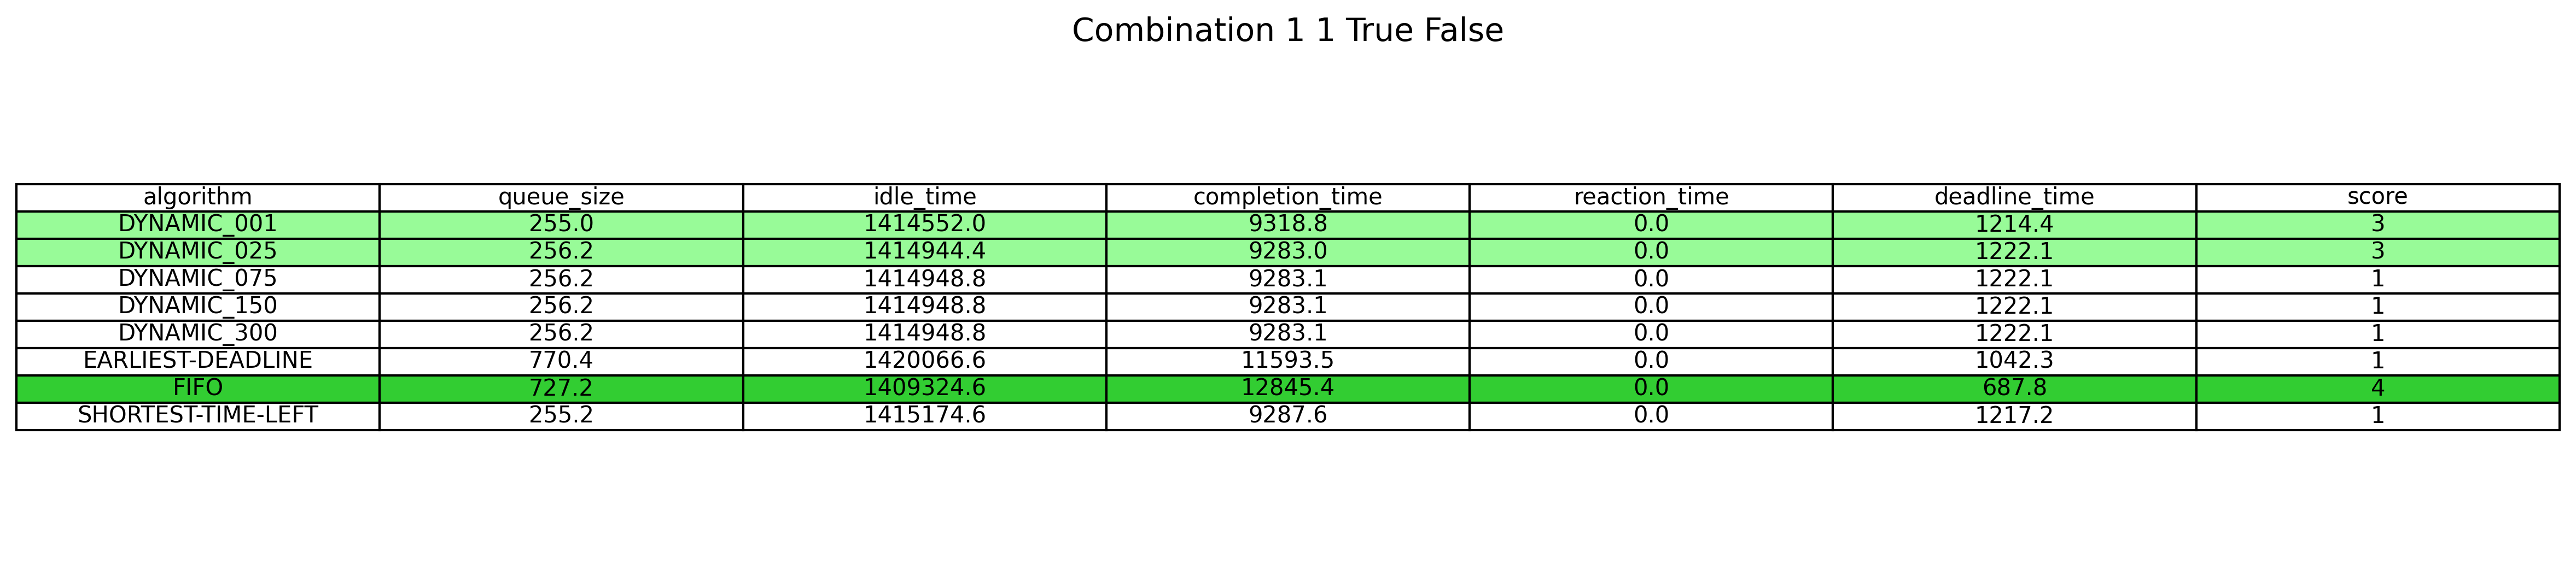 Combination 1 1 True False
algorithm queue_size idle_time completion_time reaction_time deadline_time score
DYNAMIC_001 255.0 1414552.0 9318.8 0.0 1214.4 3
DYNAMIC_025 256.2 1414944.4 9283.0 0.0 1222.1 3
DYNAMIC_075 256.2 1414948.8 9283.1 0.0 1222.1 1
DYNAMIC_150 256.2 1414948.8 9283.1 0.0 1222.1 1
DYNAMIC_300 256.2 1414948.8 9283.1 0.0 1222.1 1
EARLIEST-DEADLINE 770.4 1420066.6 11593.5 0.0 1042.3 1
FIFO 727.2 1409324.6 12845.4 0.0 687.8 4
SHORTEST-TIME-LEFT 255.2 1415174.6 9287.6 0.0 1217.2 1